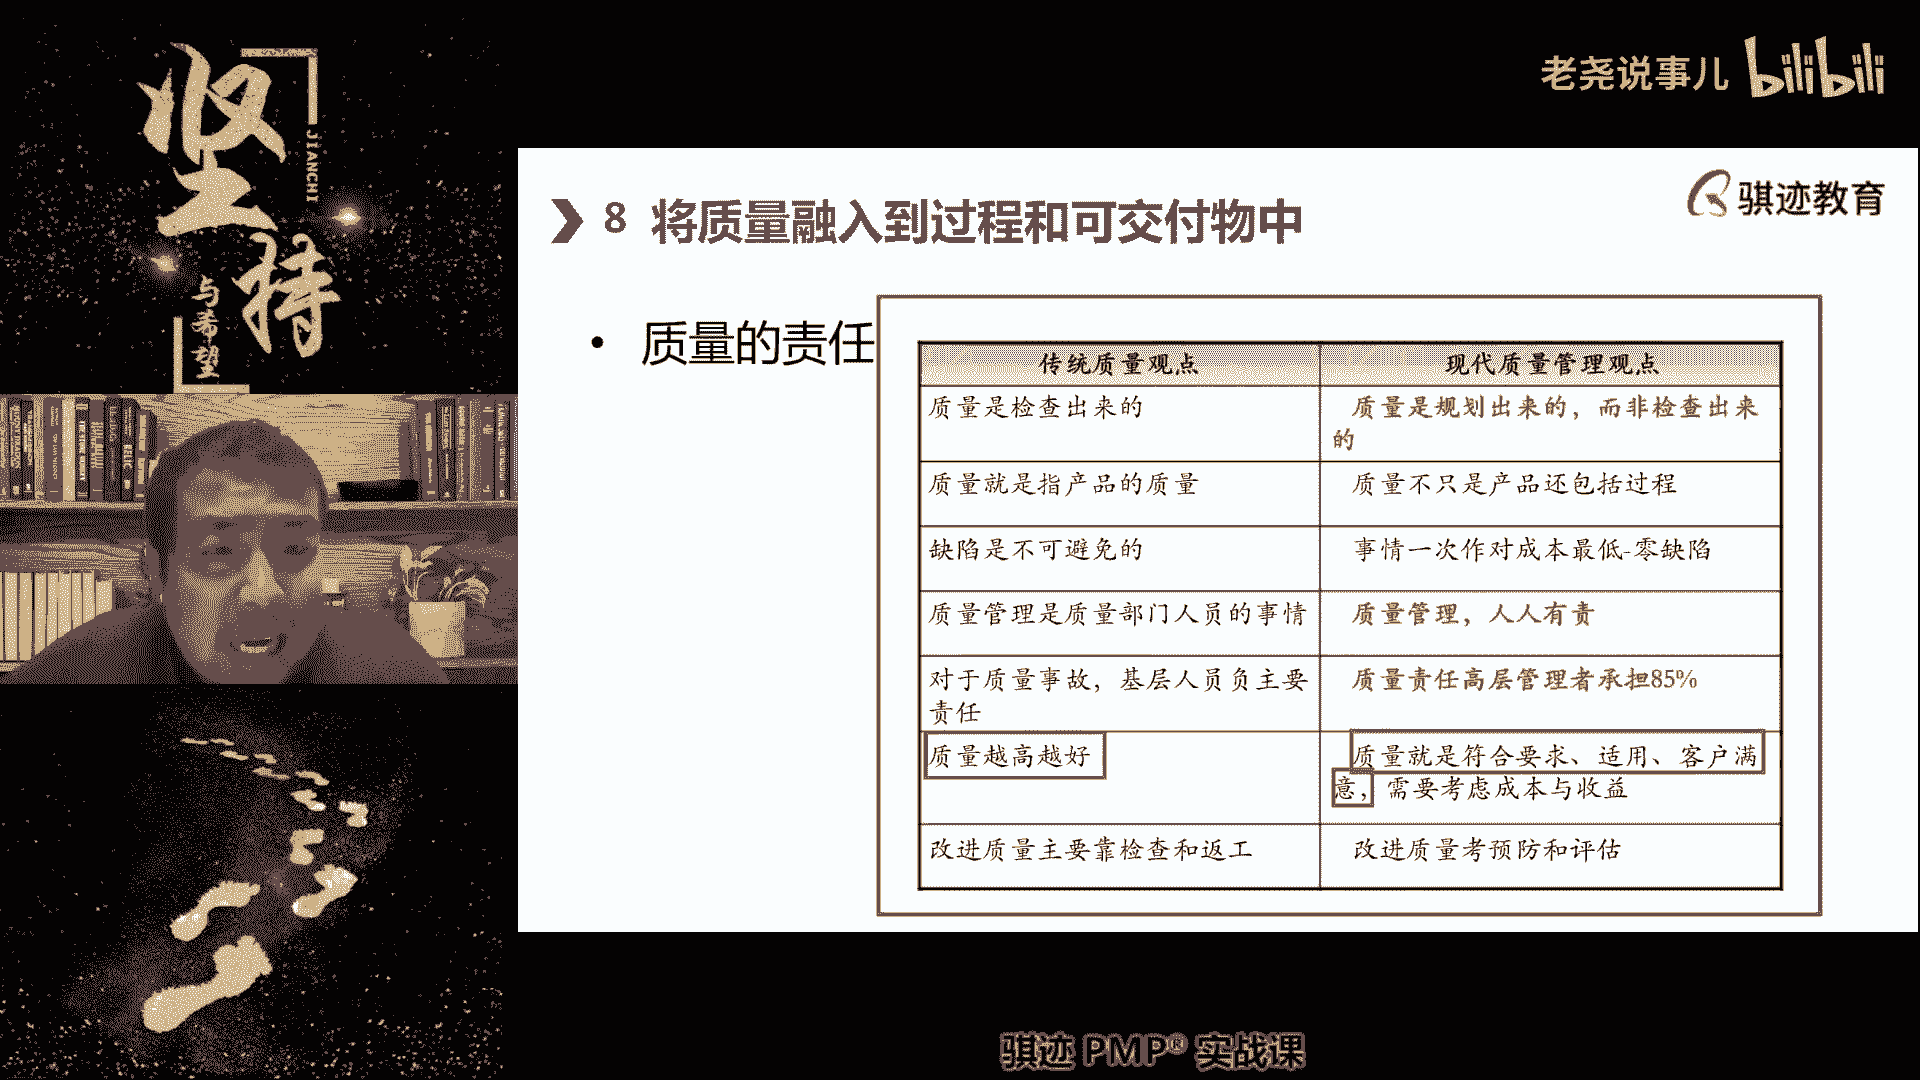 坚持
JIANCHI
与希望
老尧说事儿 bilibili
骐迹教育
8 将质量融入到过程和可交付物中
• 质量的责任
传统质量观点 现代质量管理观点
质量是检查出来的
质量是规划出来的，而非检查出来
的
质量就是指产品的质量
质量不只是产品还包括过程
缺陷是不可避免的
事情一次作对成本最低-零缺陷
质量管理是质量部门人员的事情
质量管理，人人有责
对于质量事故，基层人员负主要
责任
质量责任高层管理者承担85%
质量越高越好
质量就是符合要求、适用、客户满
意，需要考虑成本与收益
改进质量主要靠检查和返工
改进质量考预防和评估
骐迹 PMP® 实战课